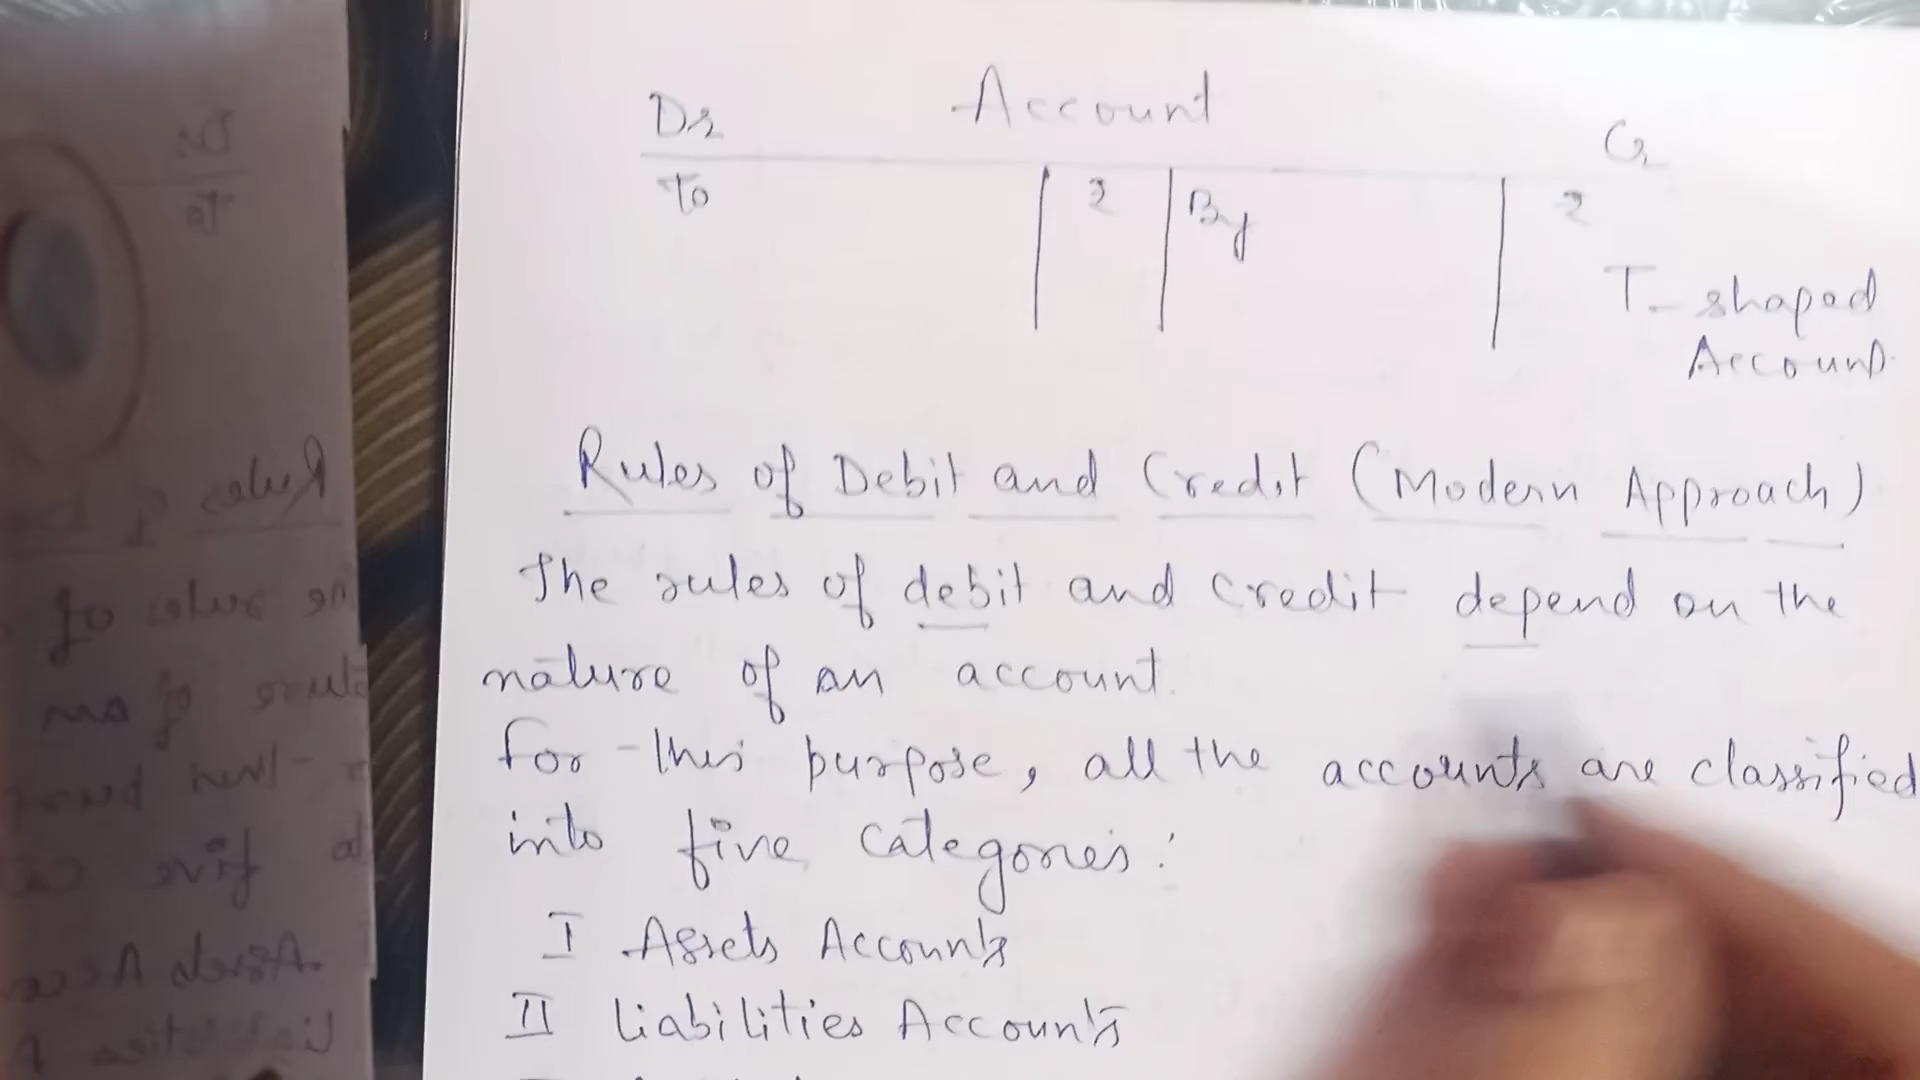 Account
Dr Cr
To ₹ By ₹
T-shaped
Account
Rules of Debit and Credit (Modern Approach)
The rules of debit and credit depend on the
nature of an account.
For this purpose, all the accounts are classified
into five categories:
I Assets Accounts
II Liabilities Accounts